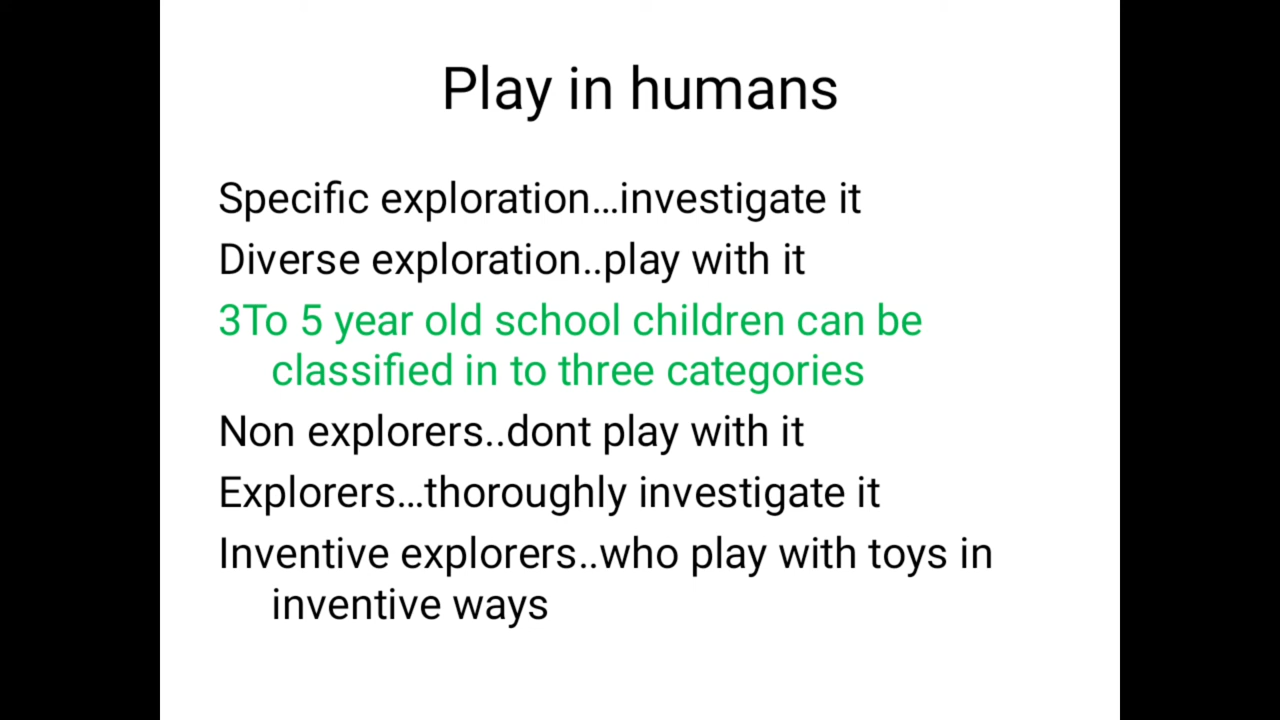 Play in humans
Specific exploration...investigate it
Diverse exploration..play with it
3To 5 year old school children can be
classified in to three categories
Non explorers..dont play with it
Explorers...thoroughly investigate it
Inventive explorers..who play with toys in
inventive ways